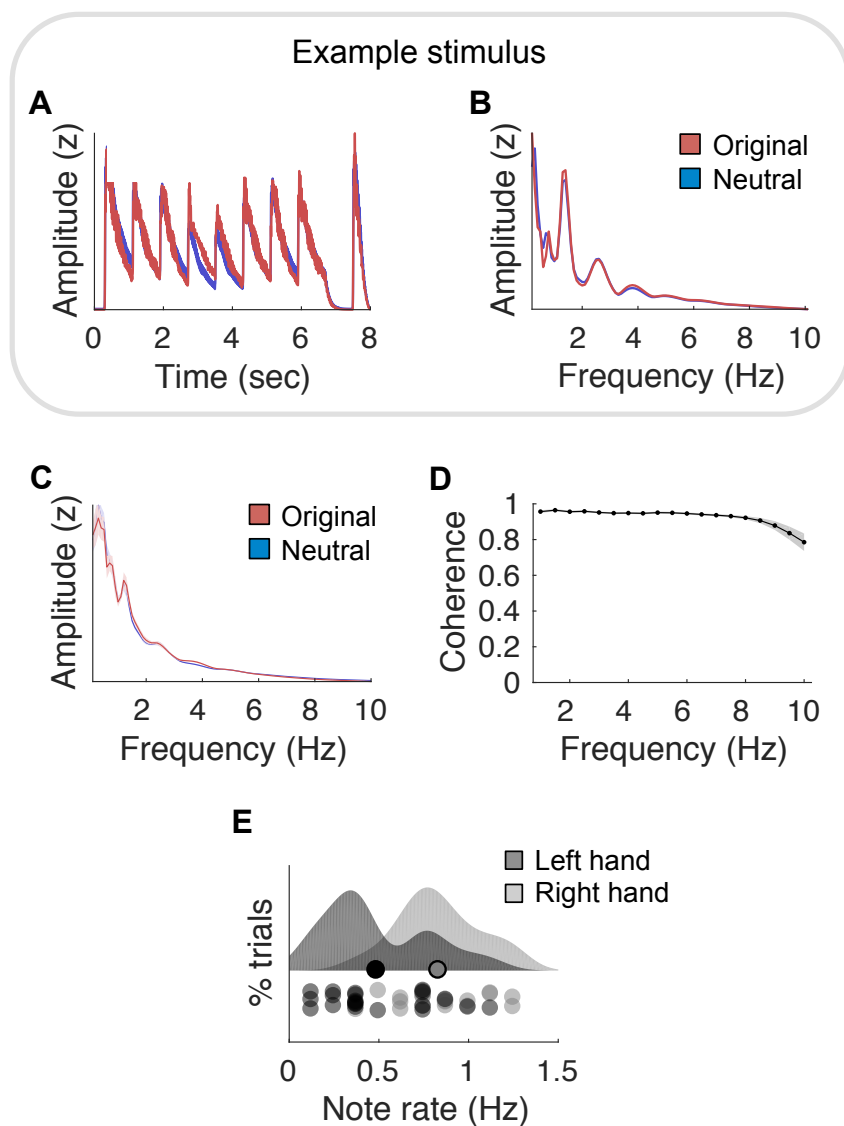 Example stimulus
A
Amplitude (z)
0 2 4 6 8
Time (sec)
B
Amplitude (z)
Original
Neutral
2 4 6 8 10
Frequency (Hz)
C
Amplitude (z)
Original
Neutral
2 4 6 8 10
Frequency (Hz)
D
Coherence
1
0.8
0.6
0.4
0.2
0
2 4 6 8 10
Frequency (Hz)
E
% trials
Left hand
Right hand
0 0.5 1 1.5
Note rate (Hz)